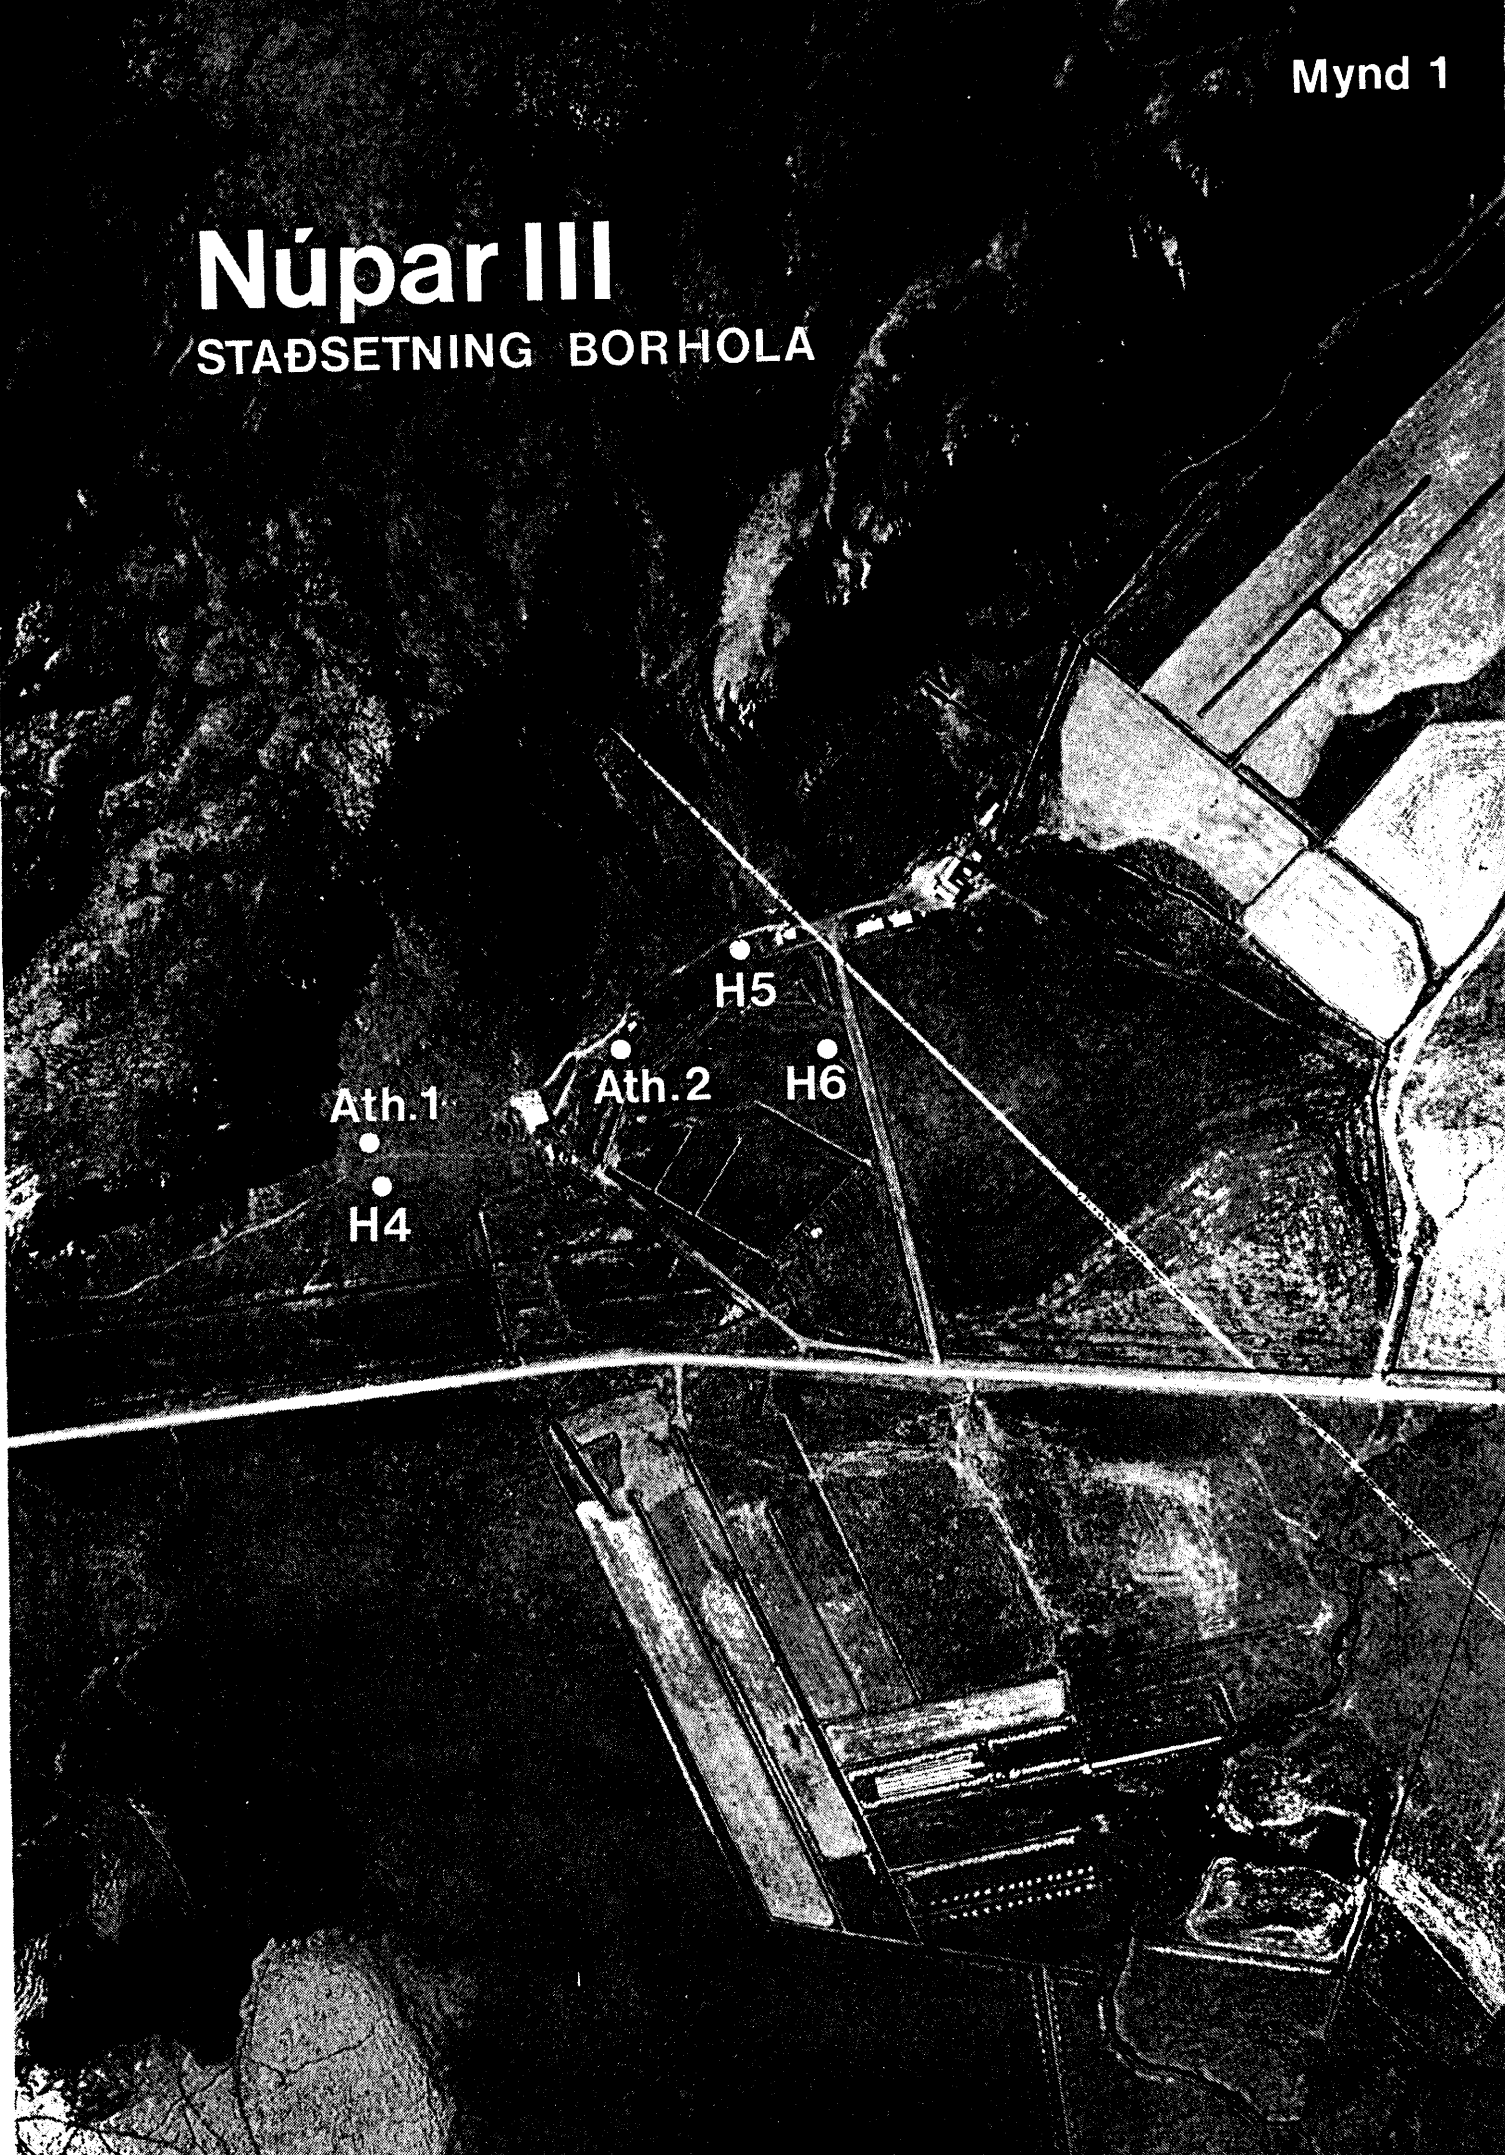 Mynd 1
Núpar III
STAÐSETNING BORHOLA
H5
Ath.2
H6
Ath.1
H4